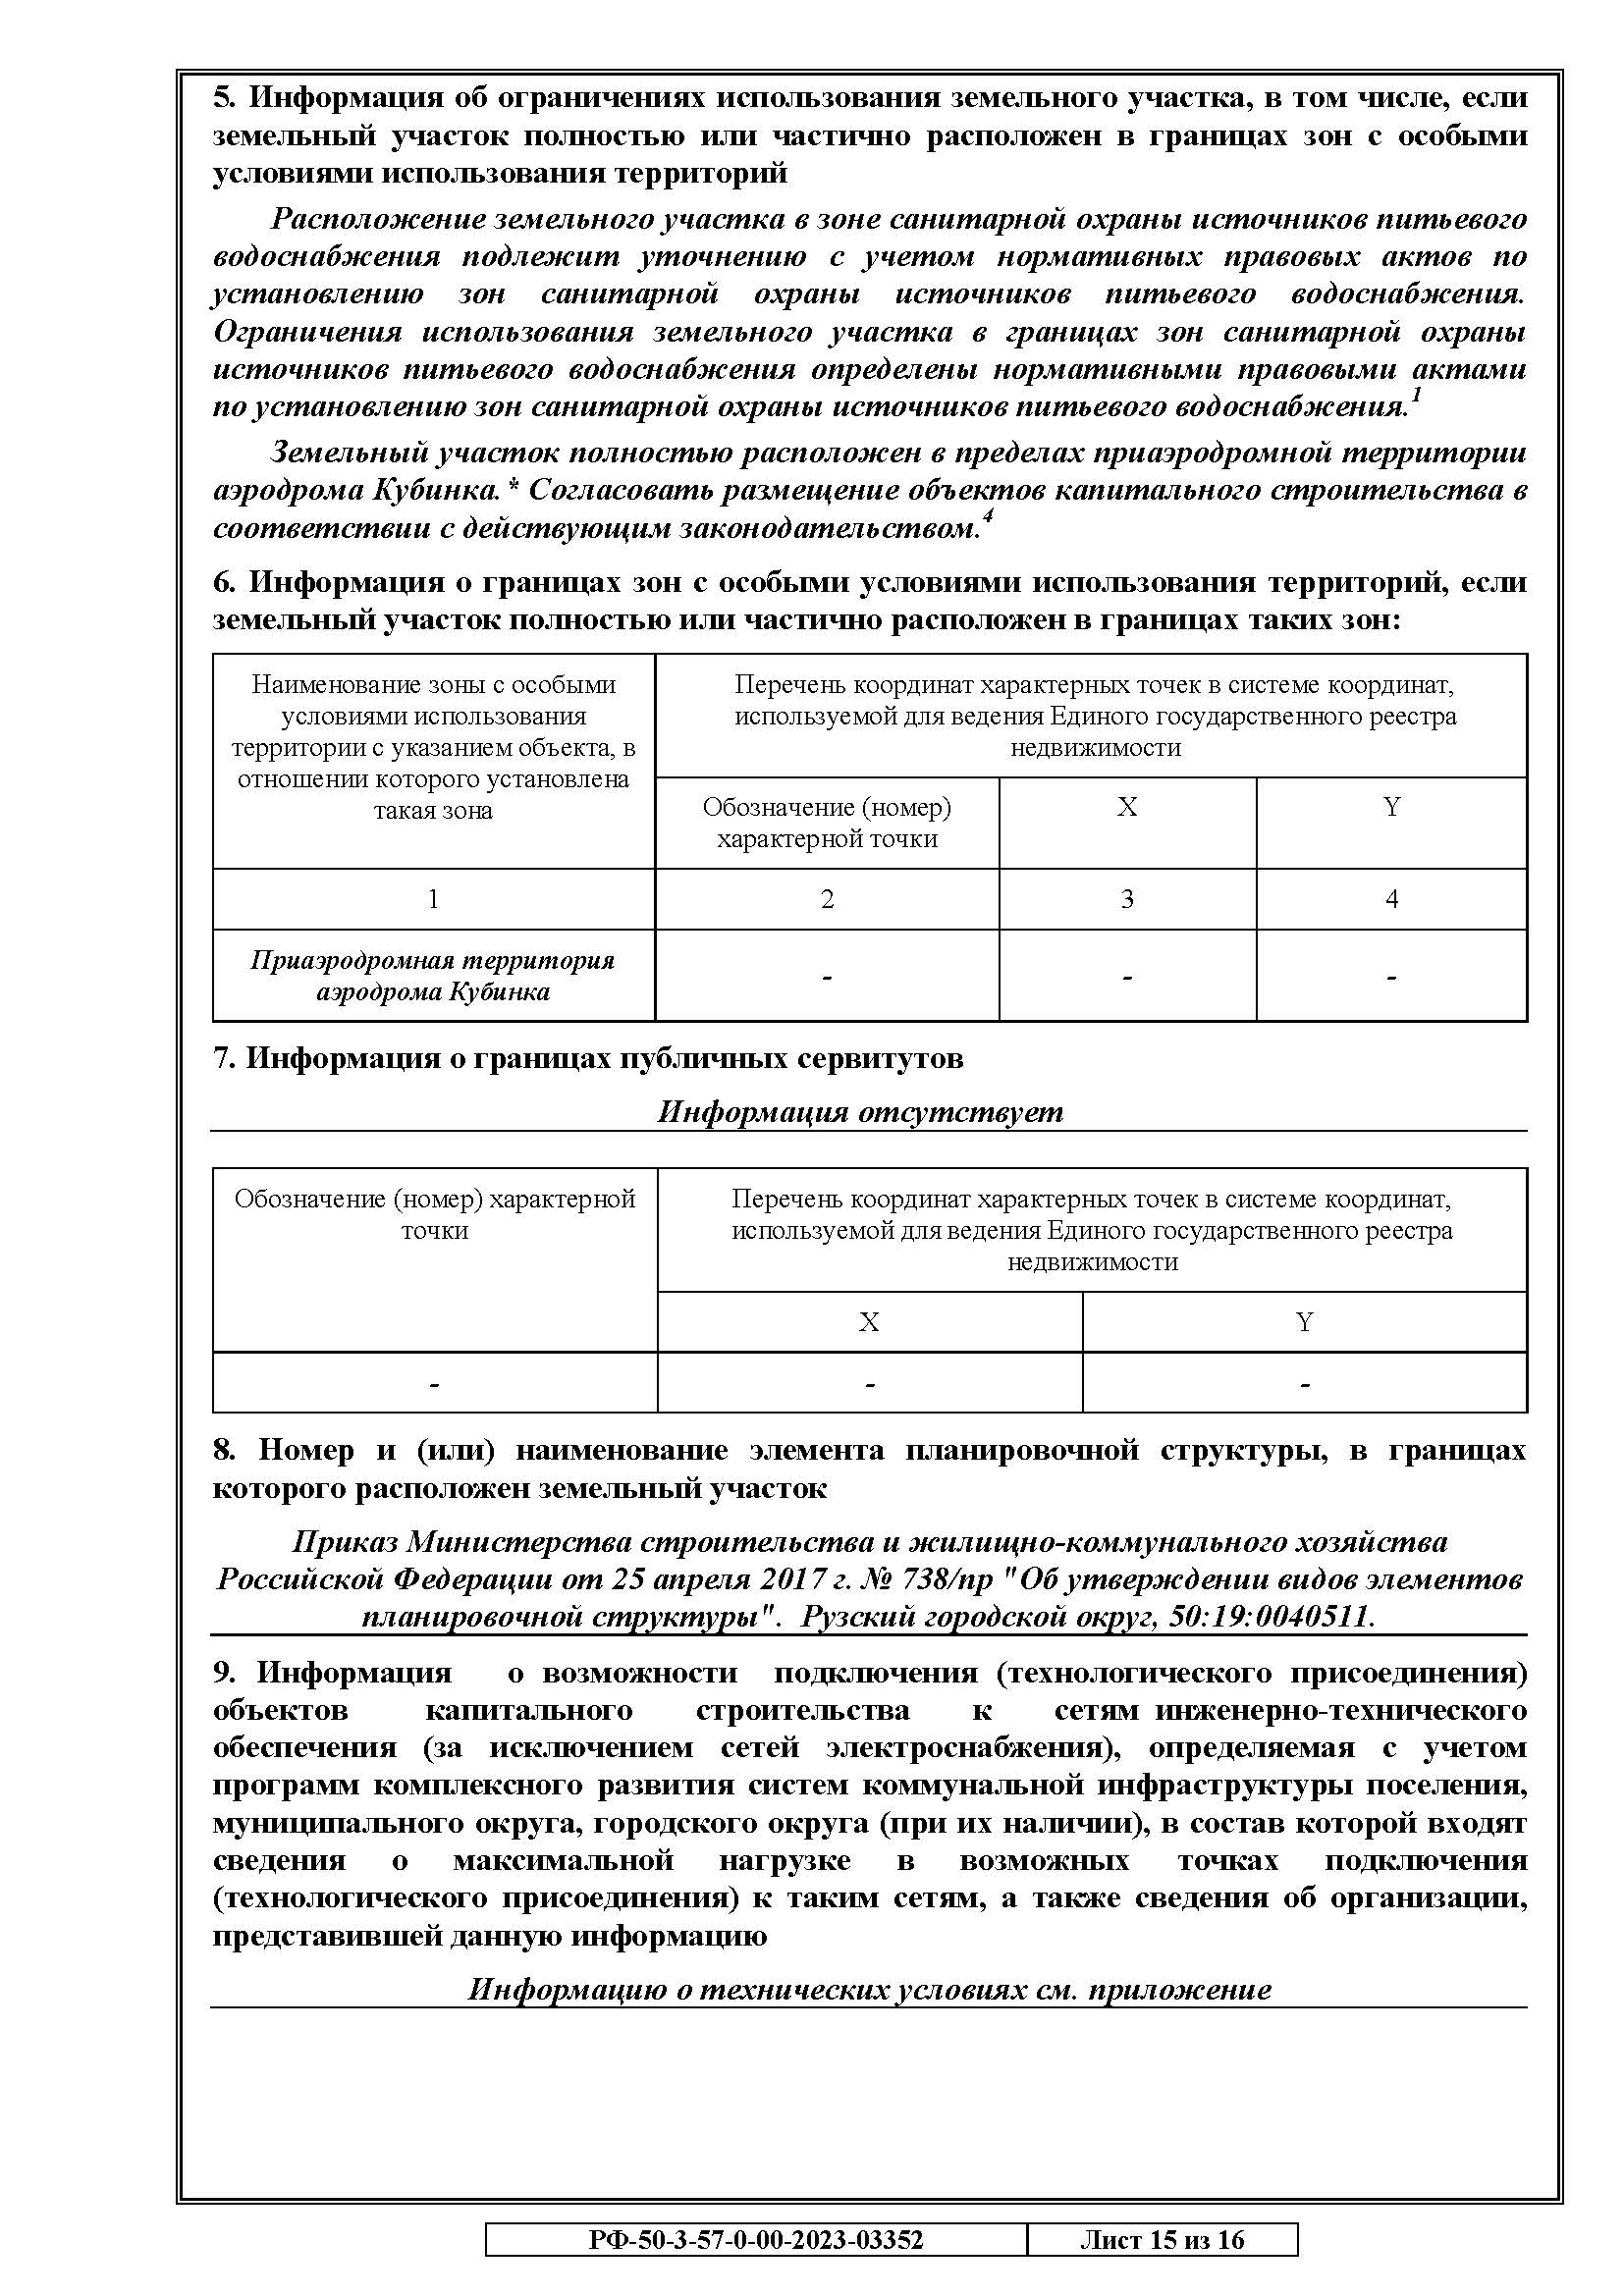 5. Информация об ограничениях использования земельного участка, в том числе, если
земельный участок полностью или частично расположен в границах зон с особыми
условиями использования территорий
Расположение земельного участка в зоне санитарной охраны источников питьевого
водоснабжения подлежит уточнению с учетом нормативных правовых актов по
установлению зон санитарной охраны источников питьевого водоснабжения.
Ограничения использования земельного участка в границах зон санитарной охраны
источников питьевого водоснабжения определены нормативными правовыми актами
по установлению зон санитарной охраны источников питьевого водоснабжения.1
Земельный участок полностью расположен в пределах приаэродромной территории
аэродрома Кубинка.* Согласовать размещение объектов капитального строительства в
соответствии с действующим законодательством.4
6. Информация о границах зон с особыми условиями использования территорий, если
земельный участок полностью или частично расположен в границах таких зон:
Наименование зоны с особыми
условиями использования
территории с указанием объекта, в
отношении которого установлена
такая зона
Перечень координат характерных точек в системе координат,
используемой для ведения Единого государственного реестра
недвижимости
Обозначение (номер)
характерной точки
X
Y
1
2
3
4
Приаэродромная территория
аэродрома Кубинка
-
-
-
7. Информация о границах публичных сервитутов
Информация отсутствует
Обозначение (номер) характерной
точки
Перечень координат характерных точек в системе координат,
используемой для ведения Единого государственного реестра
недвижимости
X
Y
-
-
-
8. Номер и (или) наименование элемента планировочной структуры, в границах
которого расположен земельный участок
Приказ Министерства строительства и жилищно-коммунального хозяйства
Российской Федерации от 25 апреля 2017 г. № 738/пр "Об утверждении видов элементов
планировочной структуры". Рузский городской округ, 50:19:0040511.
9. Информация о возможности подключения (технологического присоединения)
объектов капитального строительства к сетям инженерно-технического
обеспечения (за исключением сетей электроснабжения), определяемая с учетом
программ комплексного развития систем коммунальной инфраструктуры поселения,
муниципального округа, городского округа (при их наличии), в состав которой входят
сведения о максимальной нагрузке в возможных точках подключения
(технологического присоединения) к таким сетям, а также сведения об организации,
представившей данную информацию
Информацию о технических условиях см. приложение
РФ-50-3-57-0-00-2023-03352
Лист 15 из 16